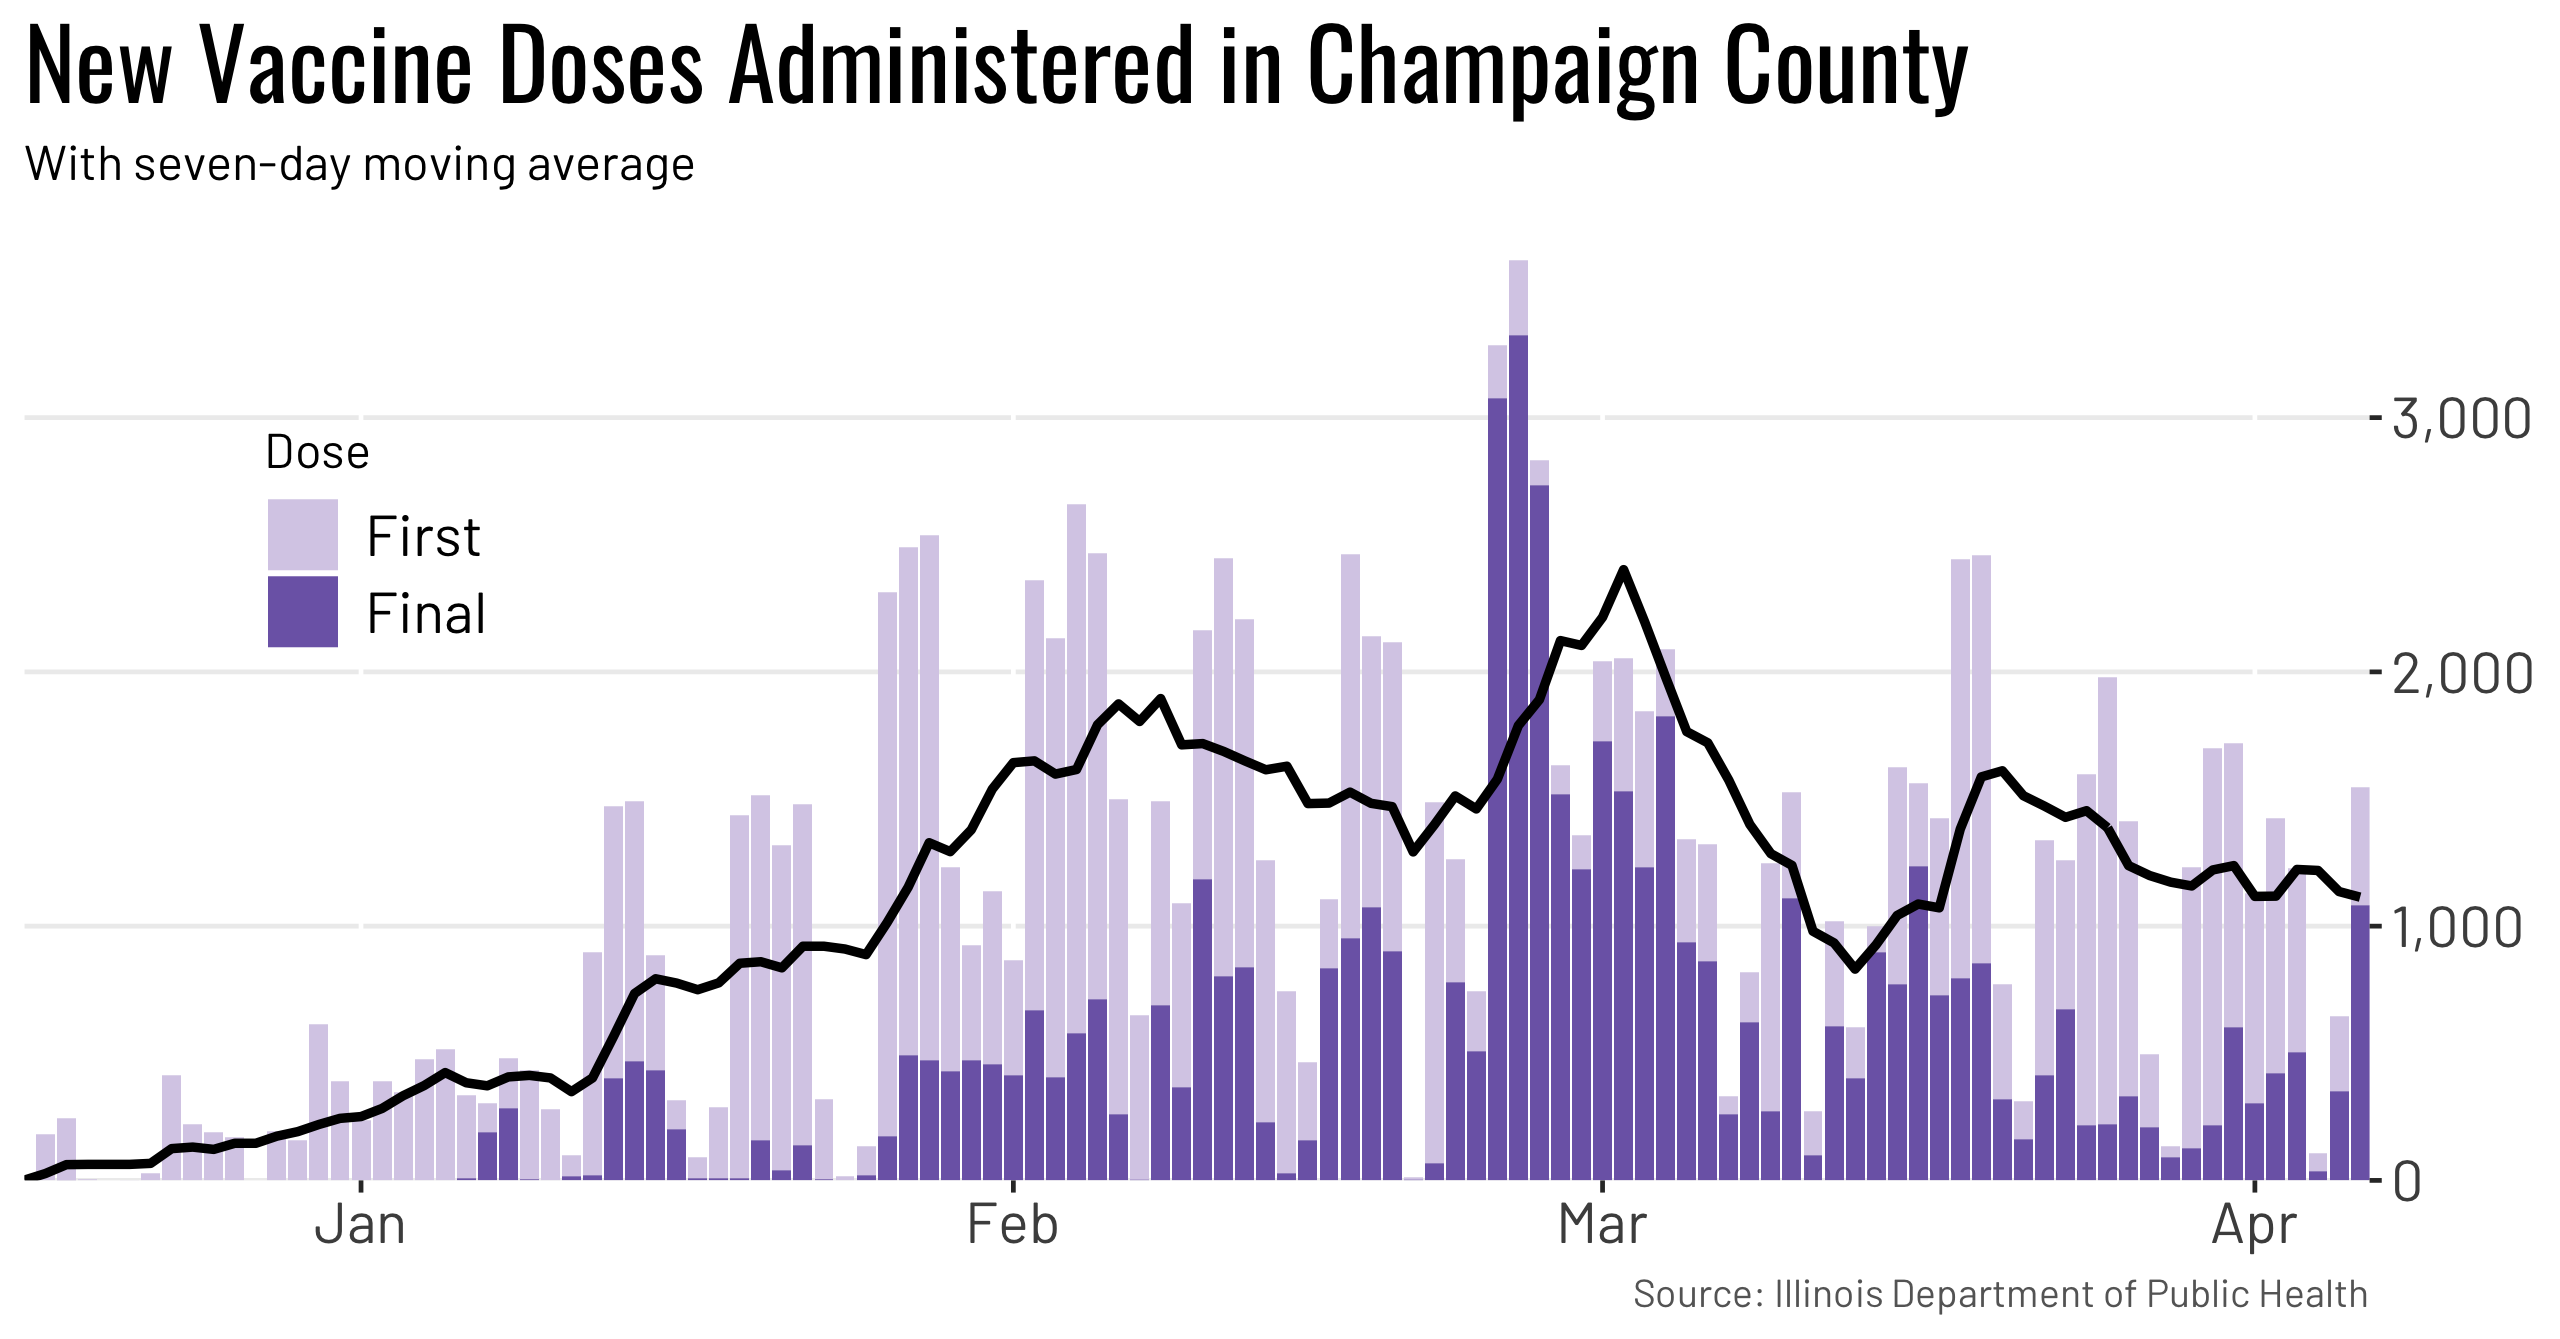 New Vaccine Doses Administered in Champaign County
With seven-day moving average
3,000
Dose
First
Final
2,000
1,000
0
Jan Feb Mar Apr
Source: Illinois Department of Public Health